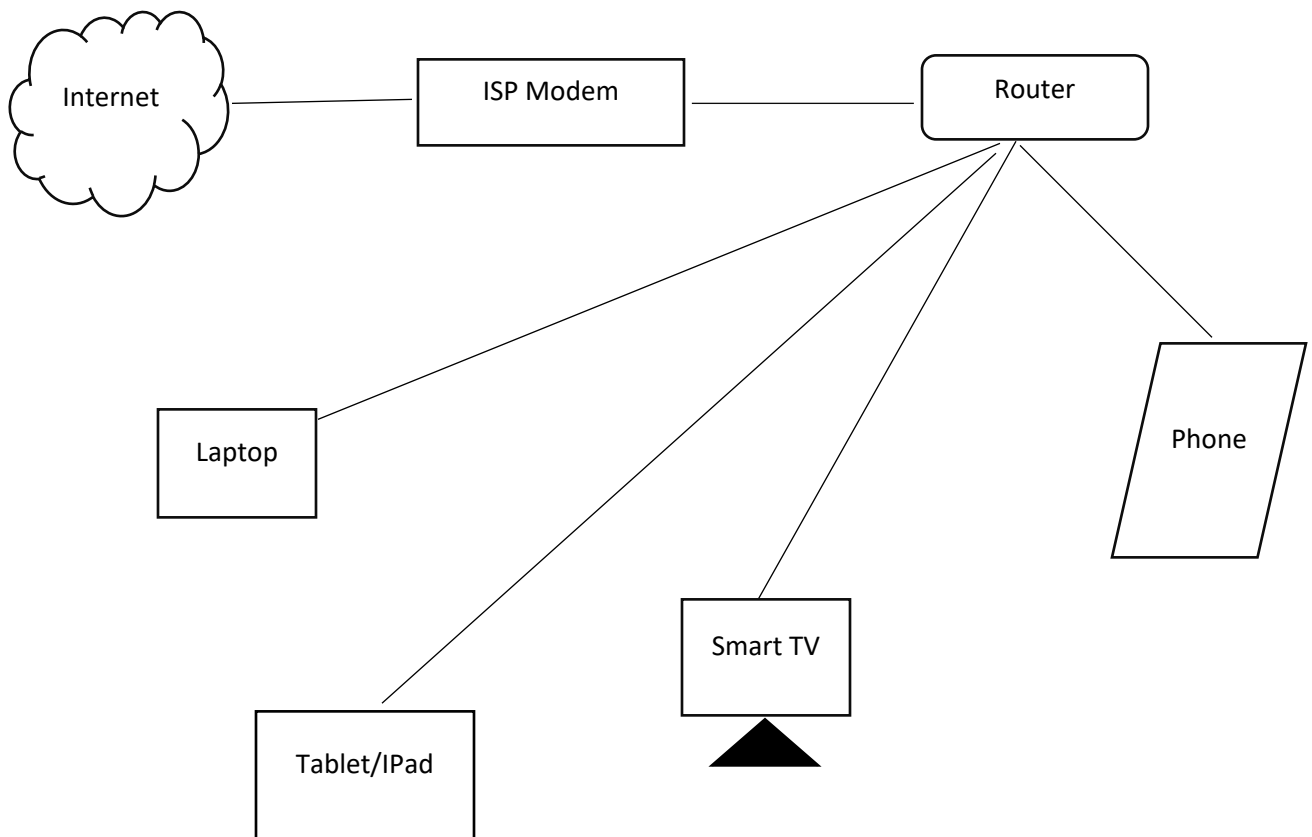 Internet
ISP Modem
Router
Laptop
Phone
Smart TV
Tablet/IPad